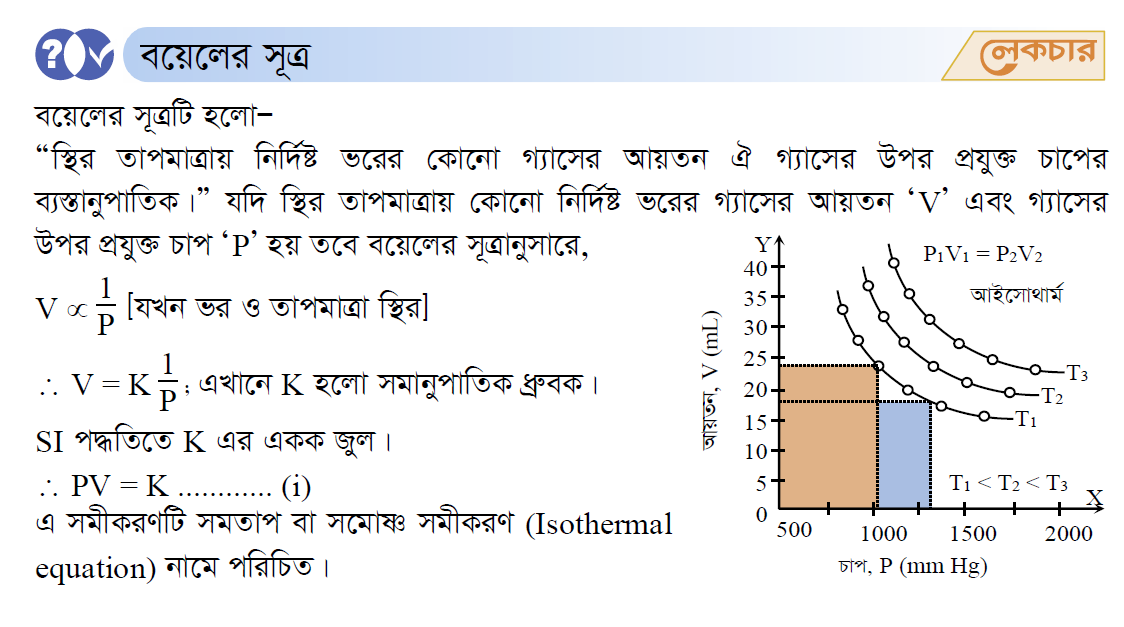 বয়েলের সূত্র
লেকচার
বয়েলের সূত্রটি হলো–
“স্থির তাপমাত্রায় নির্দিষ্ট ভরের কোনো গ্যাসের আয়তন ঐ গ্যাসের উপর প্রযুক্ত চাপের
ব্যস্তানুপাতিক।” যদি স্থির তাপমাত্রায় কোনো নির্দিষ্ট ভরের গ্যাসের আয়তন ‘V’ এবং গ্যাসের
উপর প্রযুক্ত চাপ ‘P’ হয় তবে বয়েলের সূত্রানুসারে,
V ∝ 1/P [যখন ভর ও তাপমাত্রা স্থির]
∴ V = K 1/P ; এখানে K হলো সমানুপাতিক ধ্রুবক।
SI পদ্ধতিতে K এর একক জুল।
∴ PV = K ............ (i)
এ সমীকরণটি সমতাপ বা সমোষ্ণ সমীকরণ (Isothermal
equation) নামে পরিচিত।
Y
P₁V₁ = P₂V₂
আইসোথার্ম
40
35
30
25
20
15
10
5
0
আয়তন, V (mL)
T₃
T₂
T₁
T₁ < T₂ < T₃
X
500 1000 1500 2000
চাপ, P (mm Hg)